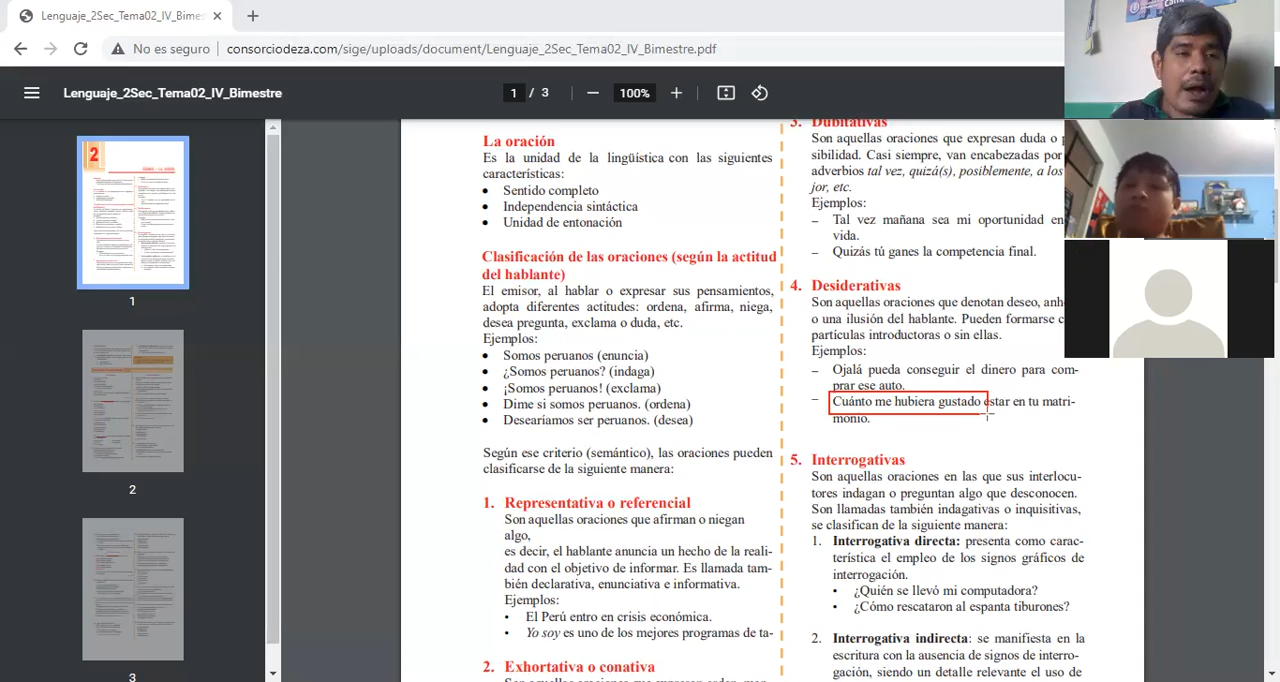 Lenguaje_2Sec_Tema02_IV_Bimes
No es seguro
consorciodeza.com/sige/uploads/document/Lenguaje_2Sec_Tema02_IV_Bimestre.pdf
Lenguaje_2Sec_Tema02_IV_Bimestre
1 / 3
100%
2
1
2
3
La oración
Es la unidad de la lingüística con las siguientes
características:
• Sentido completo
• Independencia sintáctica
• Unidad de entonación
Clasificación de las oraciones (según la actitud
del hablante)
El emisor, al hablar o expresar sus pensamientos,
adopta diferentes actitudes: ordena, afirma, niega,
desea pregunta, exclama o duda, etc.
Ejemplos:
• Somos peruanos (enuncia)
• ¿Somos peruanos? (indaga)
• ¡Somos peruanos! (exclama)
• Dime si somos peruanos. (ordena)
• Desearíamos ser peruanos. (desea)
Según ese criterio (semántico), las oraciones pueden
clasificarse de la siguiente manera:
1. Representativa o referencial
Son aquellas oraciones que afirman o niegan
algo,
es decir, el hablante anuncia un hecho de la reali-
dad con el objetivo de informar. Es llamada tam-
bién declarativa, enunciativa e informativa.
Ejemplos:
• El Perú entro en crisis económica.
• Yo soy es uno de los mejores programas de ta-
2. Exhortativa o conativa
3. Dubitativas
Son aquellas oraciones que expresan duda o p
sibilidad. Casi siempre, van encabezadas por
adverbios tal vez, quizá(s), posiblemente, a los
jor, etc.
Ejemplos:
– Tal vez mañana sea mi oportunidad en
vida.
– Quizás tú ganes la competencia final.
4. Desiderativas
Son aquellas oraciones que denotan deseo, anh
o una ilusión del hablante. Pueden formarse c
partículas introductoras o sin ellas.
Ejemplos:
– Ojalá pueda conseguir el dinero para com-
prar ese auto.
– Cuánto me hubiera gustado estar en tu matri-
monio.
5. Interrogativas
Son aquellas oraciones en las que sus interlocu-
tores indagan o preguntan algo que desconocen.
Son llamadas también indagativas o inquisitivas,
se clasifican de la siguiente manera:
1. Interrogativa directa: presenta como carac-
terística el empleo de los signos gráficos de
interrogación.
• ¿Quién se llevó mi computadora?
• ¿Cómo rescataron al espanta tiburones?
2. Interrogativa indirecta: se manifiesta en la
escritura con la ausencia de signos de interro-
gación, siendo un detalle relevante el uso de